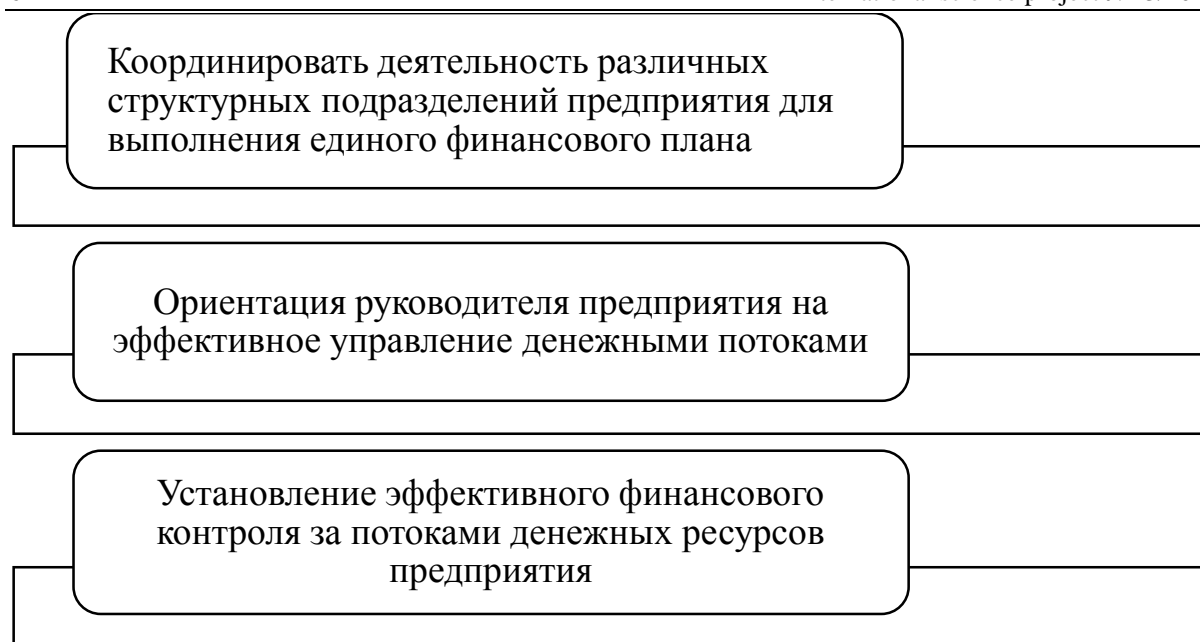 Координировать деятельность различных
структурных подразделений предприятия для
выполнения единого финансового плана
Ориентация руководителя предприятия на
эффективное управление денежными потоками
Установление эффективного финансового
контроля за потоками денежных ресурсов
предприятия